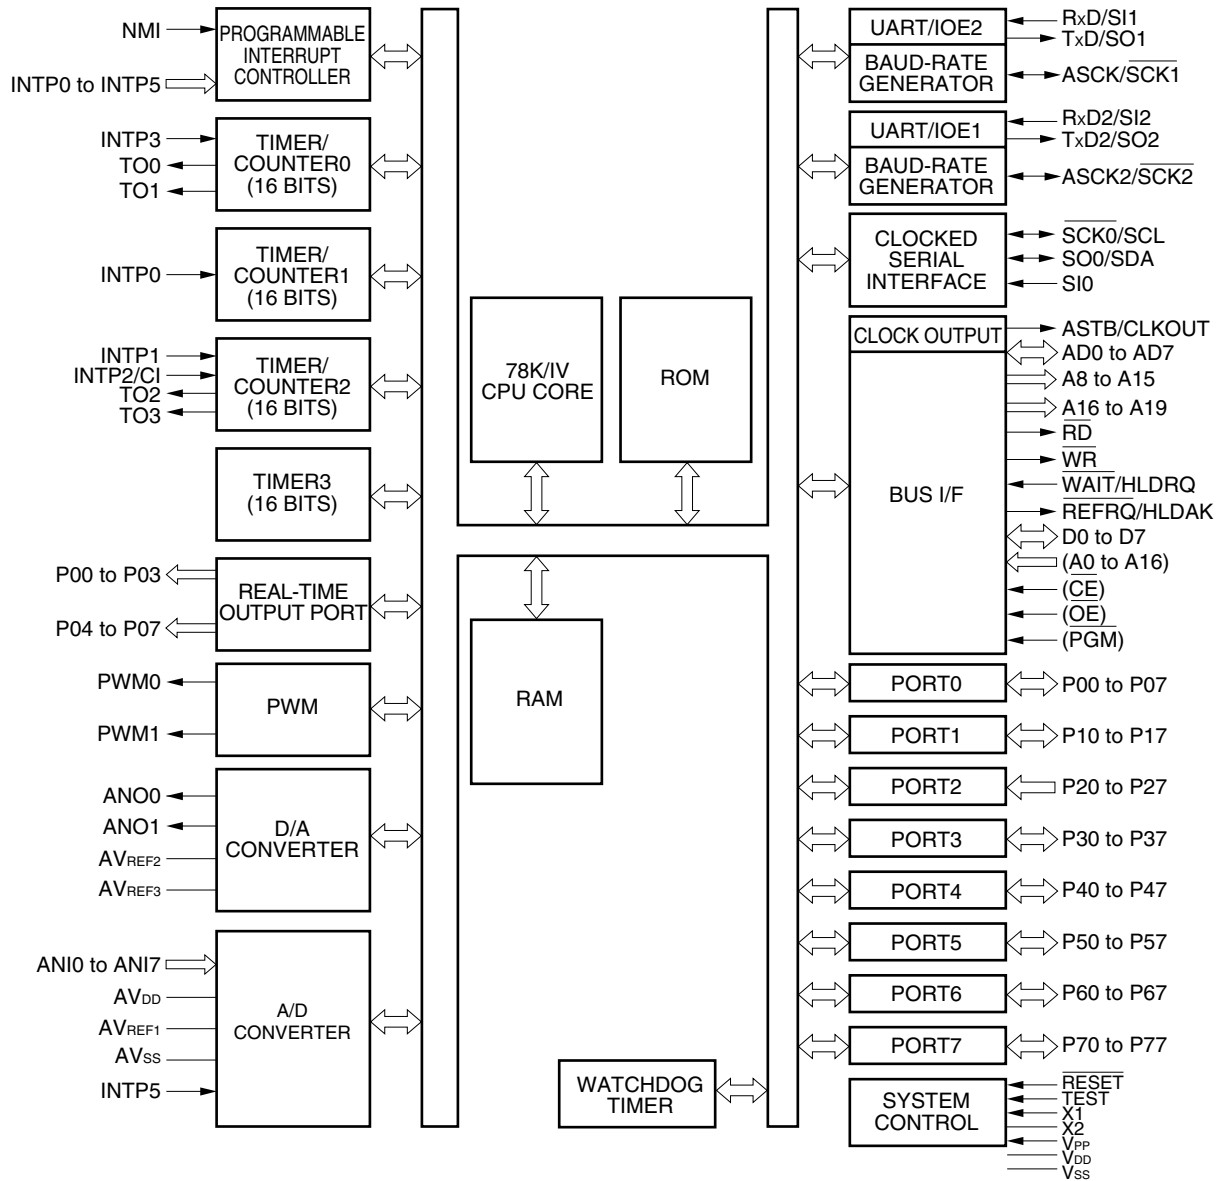 NMI
INTP0 to INTP5
PROGRAMMABLE
INTERRUPT
CONTROLLER
INTP3
TO0
TO1
TIMER/
COUNTER0
(16 BITS)
INTP0
TIMER/
COUNTER1
(16 BITS)
INTP1
INTP2/CI
TO2
TO3
TIMER/
COUNTER2
(16 BITS)
TIMER3
(16 BITS)
P00 to P03
P04 to P07
REAL-TIME
OUTPUT PORT
PWM0
PWM1
PWM
ANO0
ANO1
AVREF2
AVREF3
D/A
CONVERTER
ANI0 to ANI7
AVDD
AVREF1
AVSS
INTP5
A/D
CONVERTER
78K/IV
CPU CORE
ROM
RAM
WATCHDOG
TIMER
UART/IOE2
BAUD-RATE
GENERATOR
RxD/SI1
TxD/SO1
ASCK/SCK1
UART/IOE1
BAUD-RATE
GENERATOR
RxD2/SI2
TxD2/SO2
ASCK2/SCK2
CLOCKED
SERIAL
INTERFACE
SCK0/SCL
SO0/SDA
SI0
CLOCK OUTPUT
BUS I/F
ASTB/CLKOUT
AD0 to AD7
A8 to A15
A16 to A19
RD
WR
WAIT/HLDRQ
REFRQ/HLDAK
D0 to D7
(A0 to A16)
(CE)
(OE)
(PGM)
PORT0
P00 to P07
PORT1
P10 to P17
PORT2
P20 to P27
PORT3
P30 to P37
PORT4
P40 to P47
PORT5
P50 to P57
PORT6
P60 to P67
PORT7
P70 to P77
SYSTEM
CONTROL
RESET
TEST
X1
X2
VPP
VDD
VSS